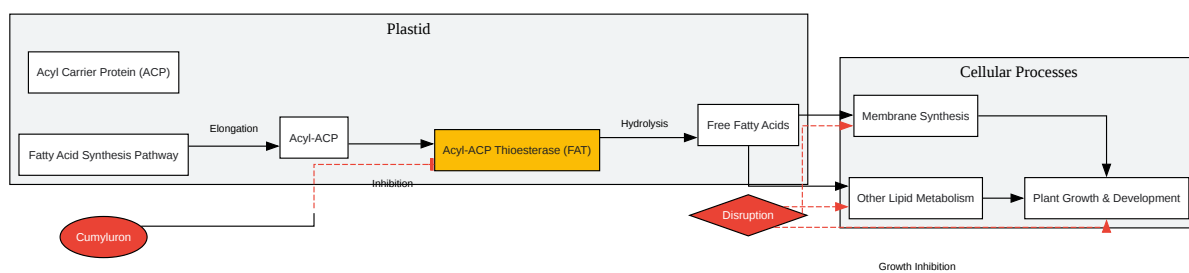 Plastid
Acyl Carrier Protein (ACP)
Fatty Acid Synthesis Pathway
Elongation
Acyl-ACP
Acyl-ACP Thioesterase (FAT)
Hydrolysis
Free Fatty Acids
Inhibition
Cumyluron
Disruption
Cellular Processes
Membrane Synthesis
Other Lipid Metabolism
Plant Growth & Development
Growth Inhibition